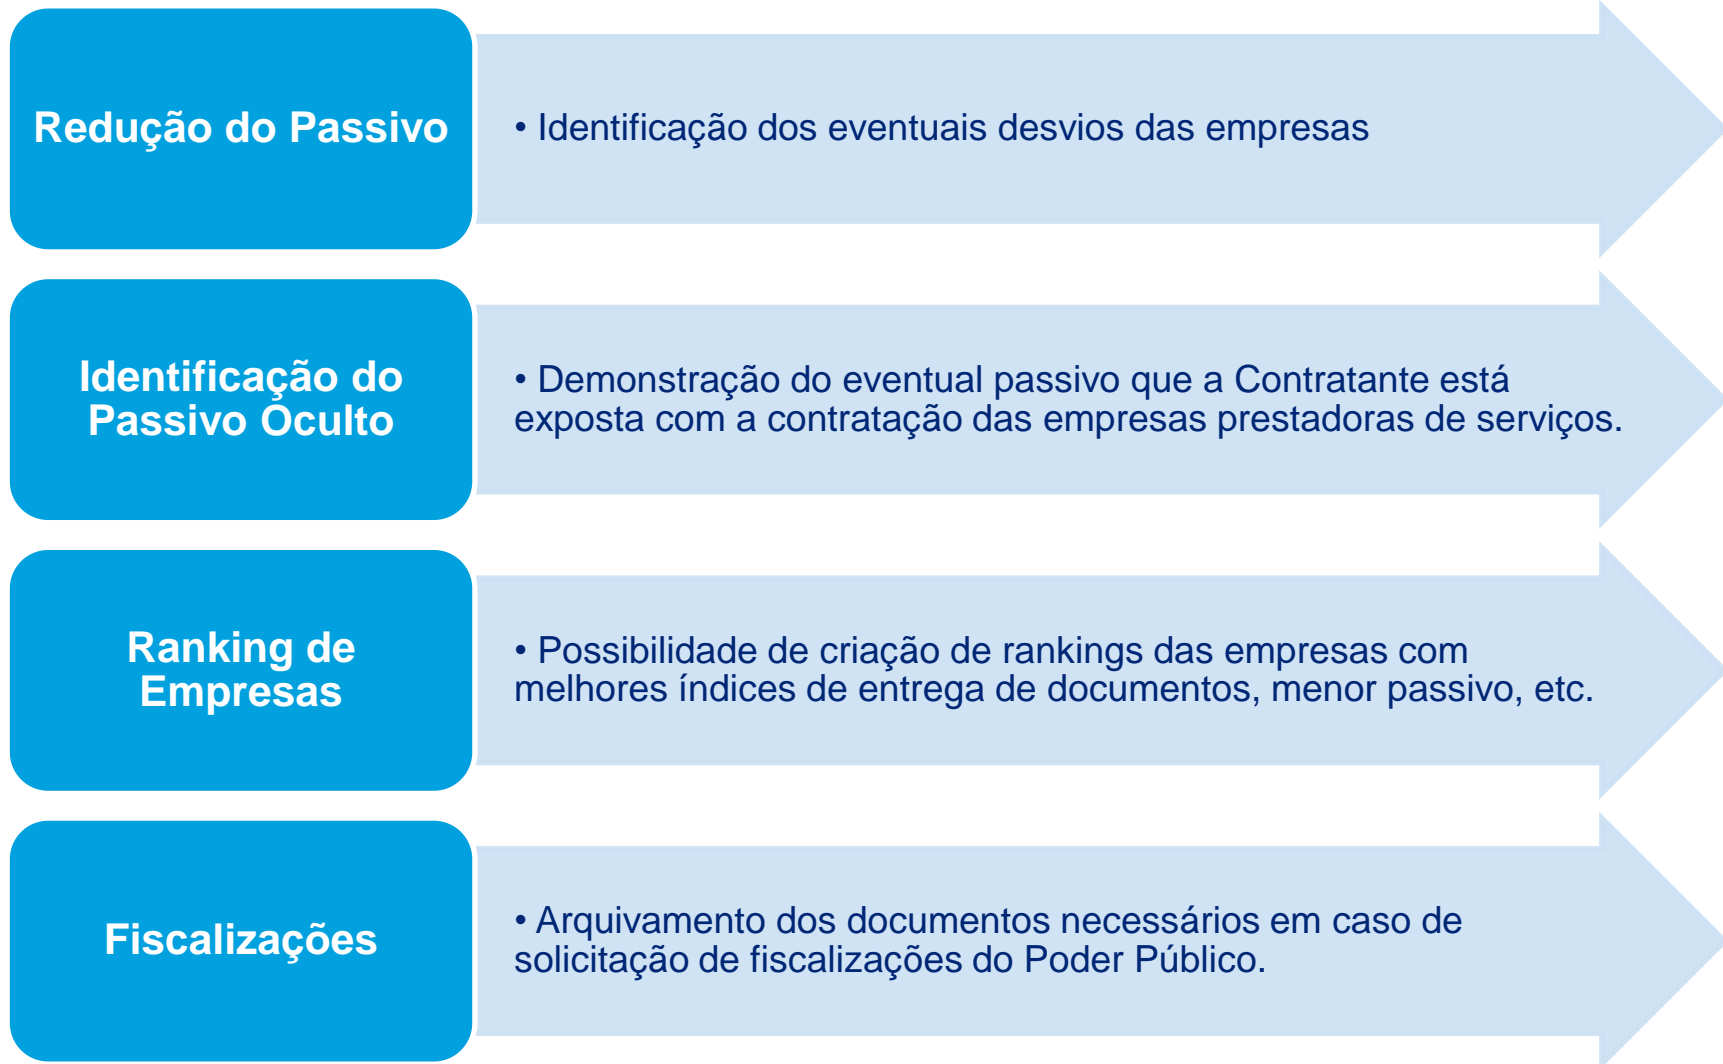 Redução do Passivo
• Identificação dos eventuais desvios das empresas
Identificação do
Passivo Oculto
• Demonstração do eventual passivo que a Contratante está
exposta com a contratação das empresas prestadoras de serviços.
Ranking de
Empresas
• Possibilidade de criação de rankings das empresas com
melhores índices de entrega de documentos, menor passivo, etc.
Fiscalizações
• Arquivamento dos documentos necessários em caso de
solicitação de fiscalizações do Poder Público.